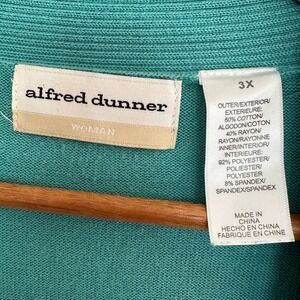 alfred dunner
WOMAN
3X
OUTER/EXTERIOR/
EXTERIEURE:
60% COTTON/
ALGODON/COTON
40% RAYON/
RAYON/RAYONNE
INNER/INTERIOR/
INTERIEURE:
92% POLYESTER/
POLIESTER/
POLYESTER
8% SPANDEX/
SPANDEX/SPANDEX
MADE IN
CHINA
HECHO EN CHINA
FABRIQUE EN CHINE